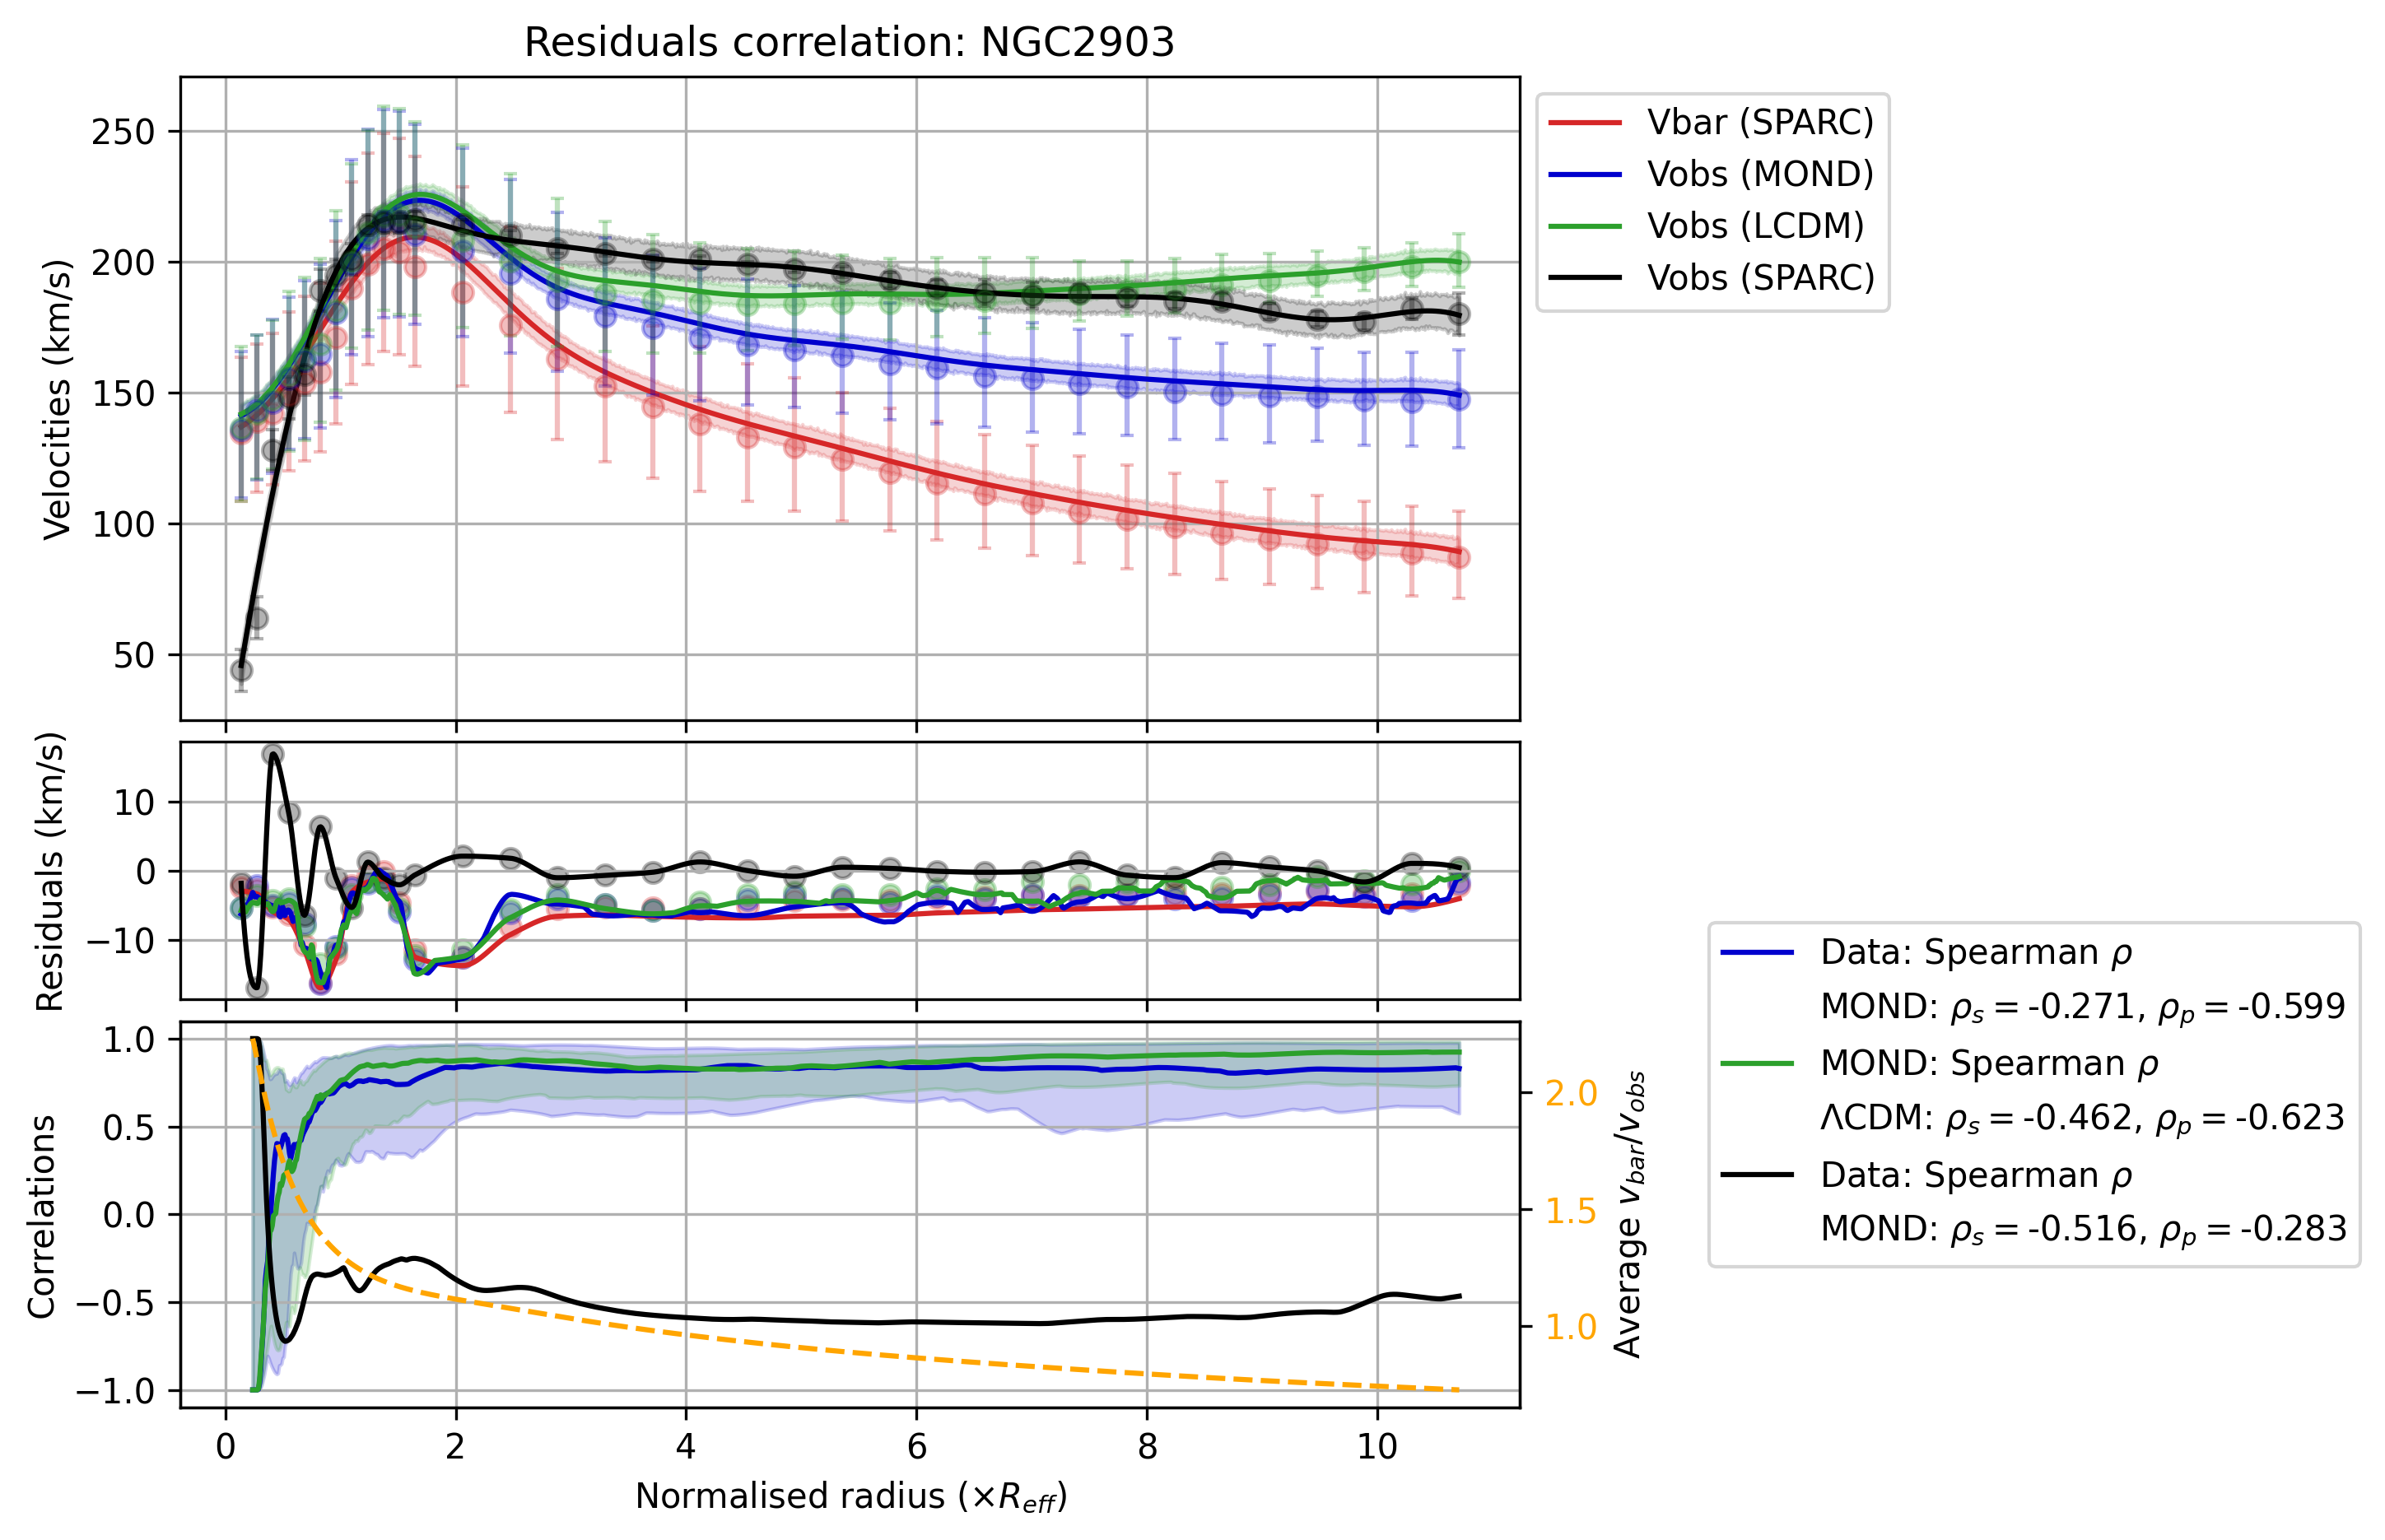 Residuals correlation: NGC2903
Velocities (km/s)
250
200
150
100
50
Vbar (SPARC)
Vobs (MOND)
Vobs (LCDM)
Vobs (SPARC)
Residuals (km/s)
10
0
−10
Correlations
1.0
0.5
0.0
−0.5
−1.0
2.0
1.5
1.0
Average v_bar/v_obs
0 2 4 6 8 10
Normalised radius (×R_eff)
Data: Spearman ρ
MOND: ρ_s = -0.271, ρ_p = -0.599
MOND: Spearman ρ
ΛCDM: ρ_s = -0.462, ρ_p = -0.623
Data: Spearman ρ
MOND: ρ_s = -0.516, ρ_p = -0.283